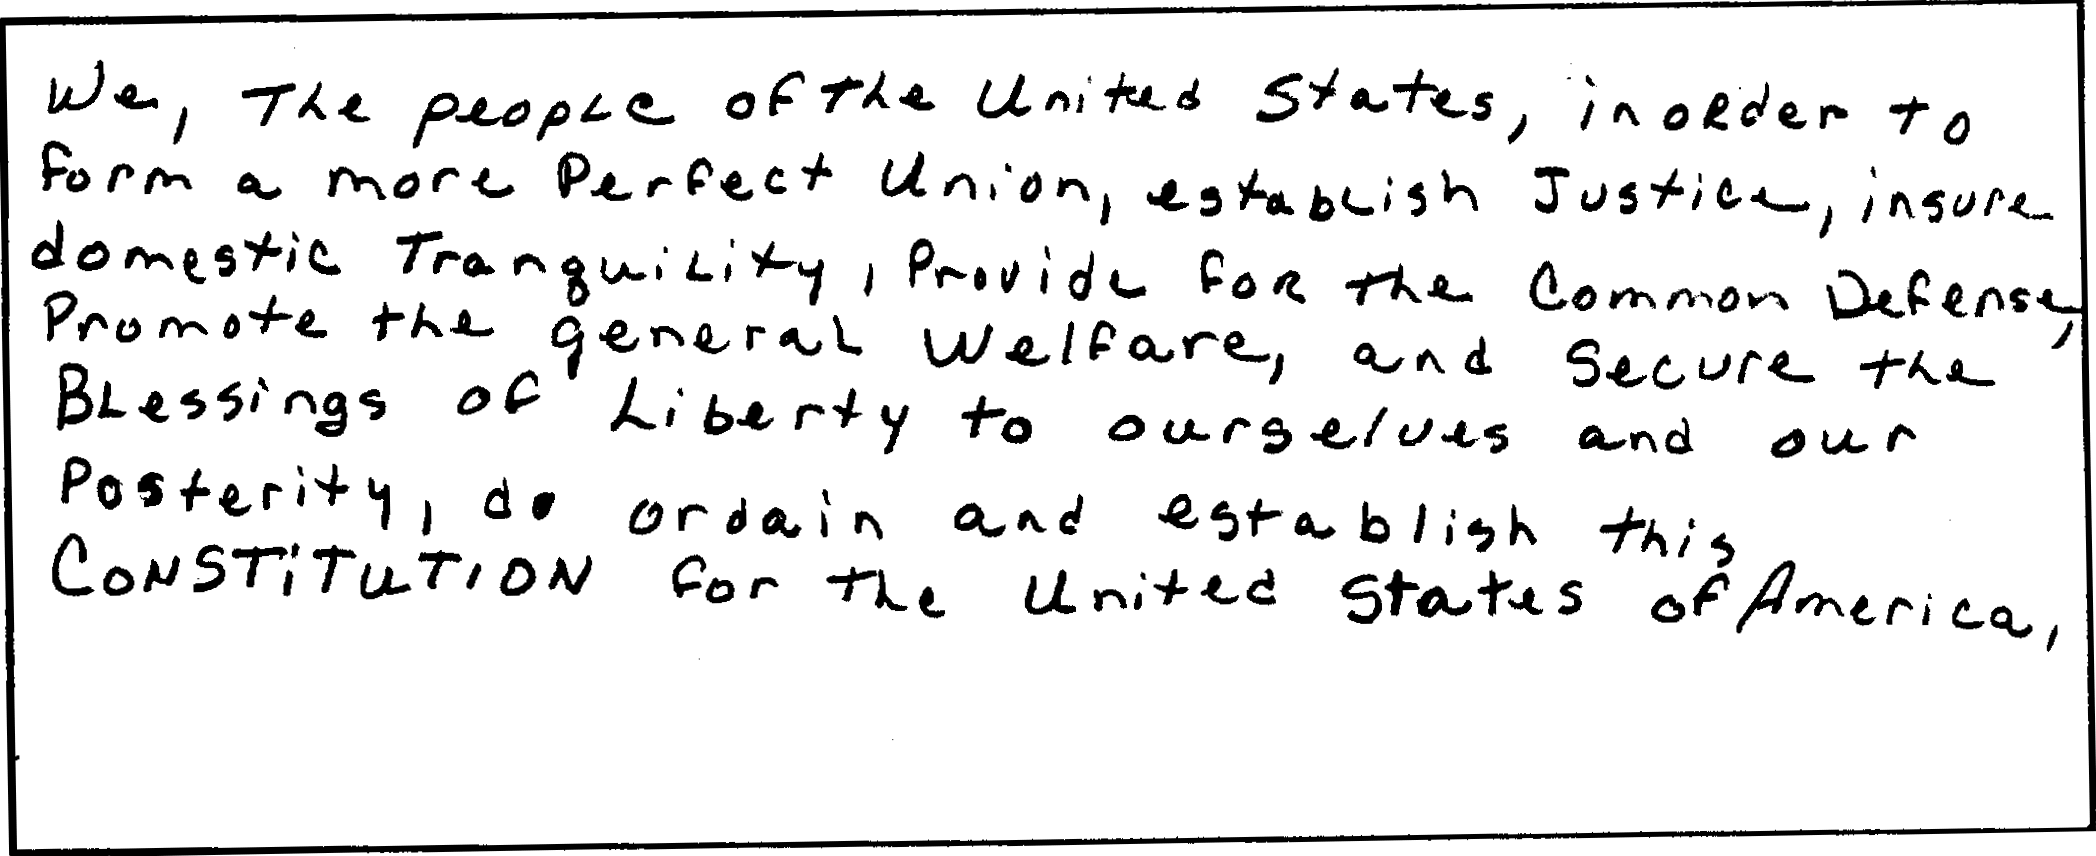 We, The people of the United States, in order to
form a more Perfect Union, establish Justice, insure
domestic Tranquility, Provide for the Common Defense,
Promote the general Welfare, and Secure the
Blessings of Liberty to ourselves and our
Posterity, do ordain and establish this
CONSTITUTION for the United States of America,